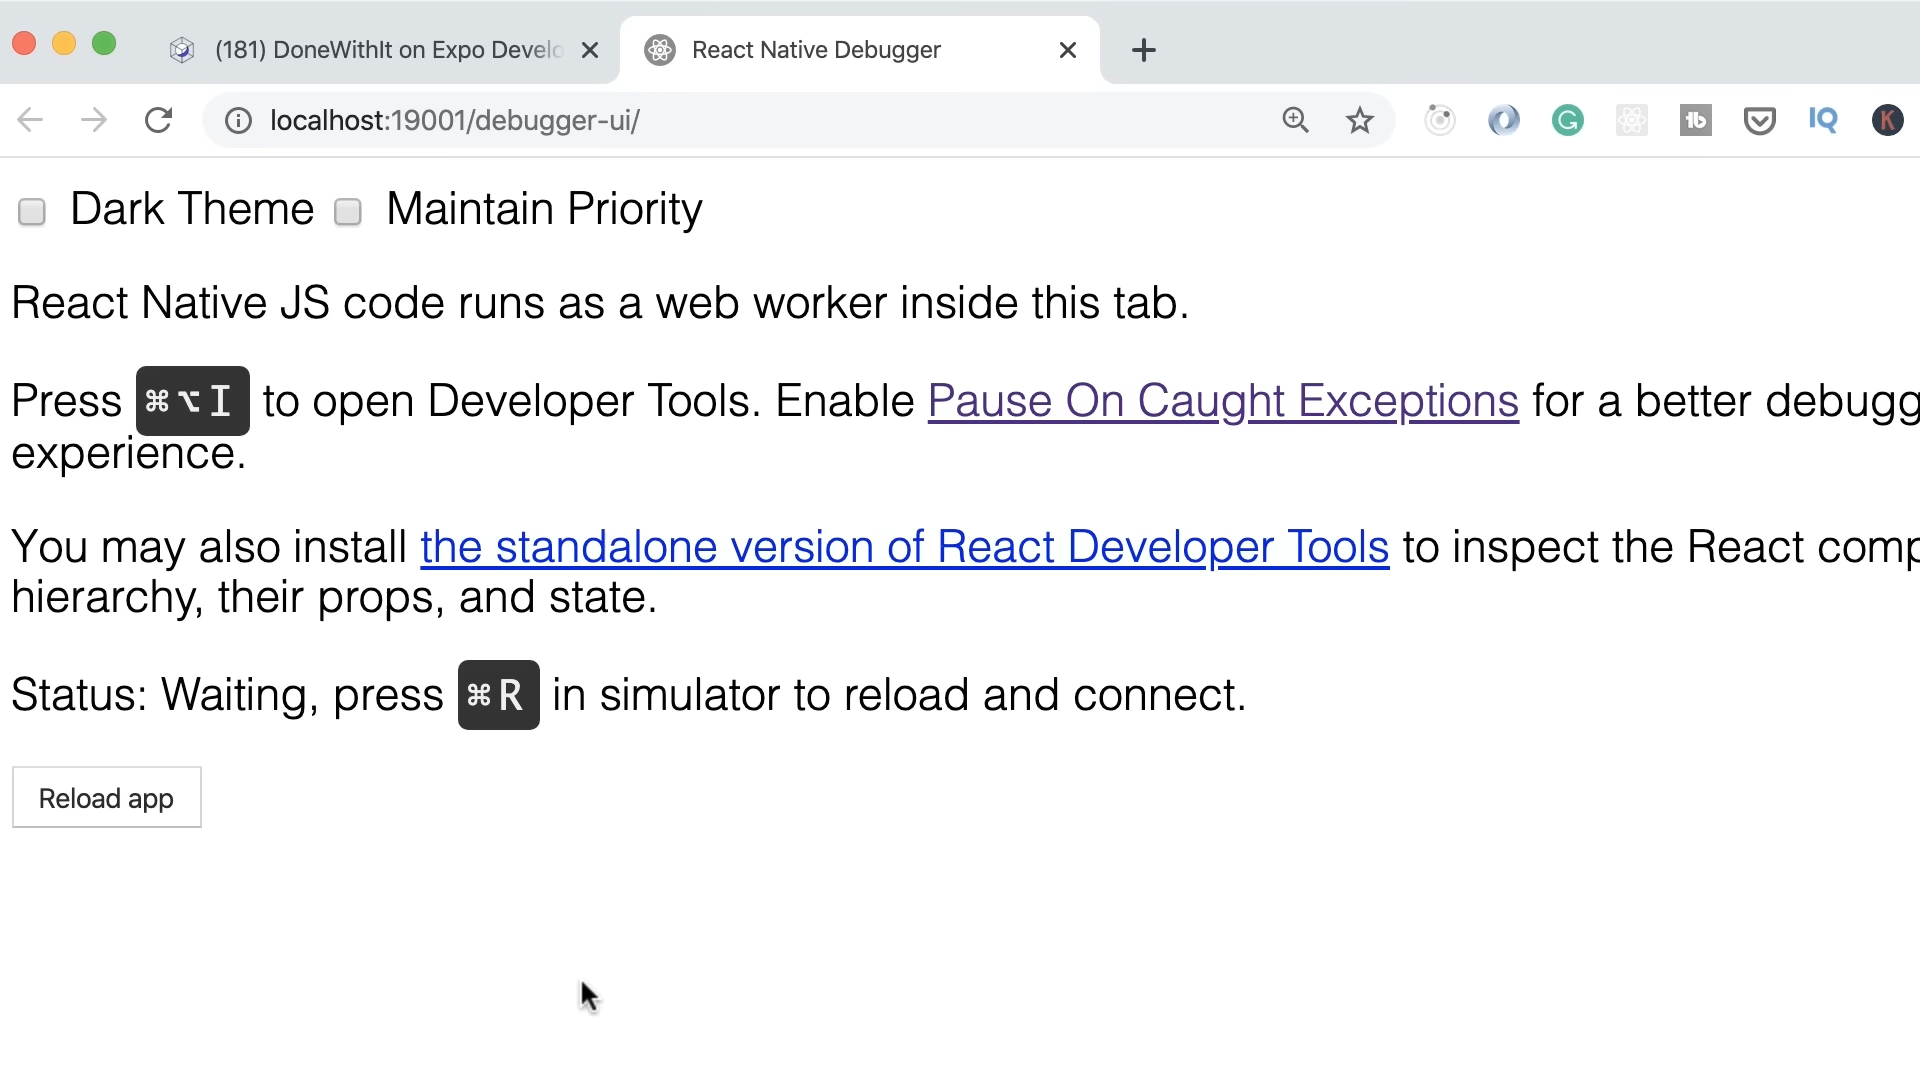 (181) DoneWithIt on Expo Develo
React Native Debugger
localhost:19001/debugger-ui/
G
tb
IQ
K
Dark Theme Maintain Priority
React Native JS code runs as a web worker inside this tab.
Press ⌘⌥I to open Developer Tools. Enable Pause On Caught Exceptions for a better debugg
experience.
You may also install the standalone version of React Developer Tools to inspect the React comp
hierarchy, their props, and state.
Status: Waiting, press ⌘R in simulator to reload and connect.
Reload app